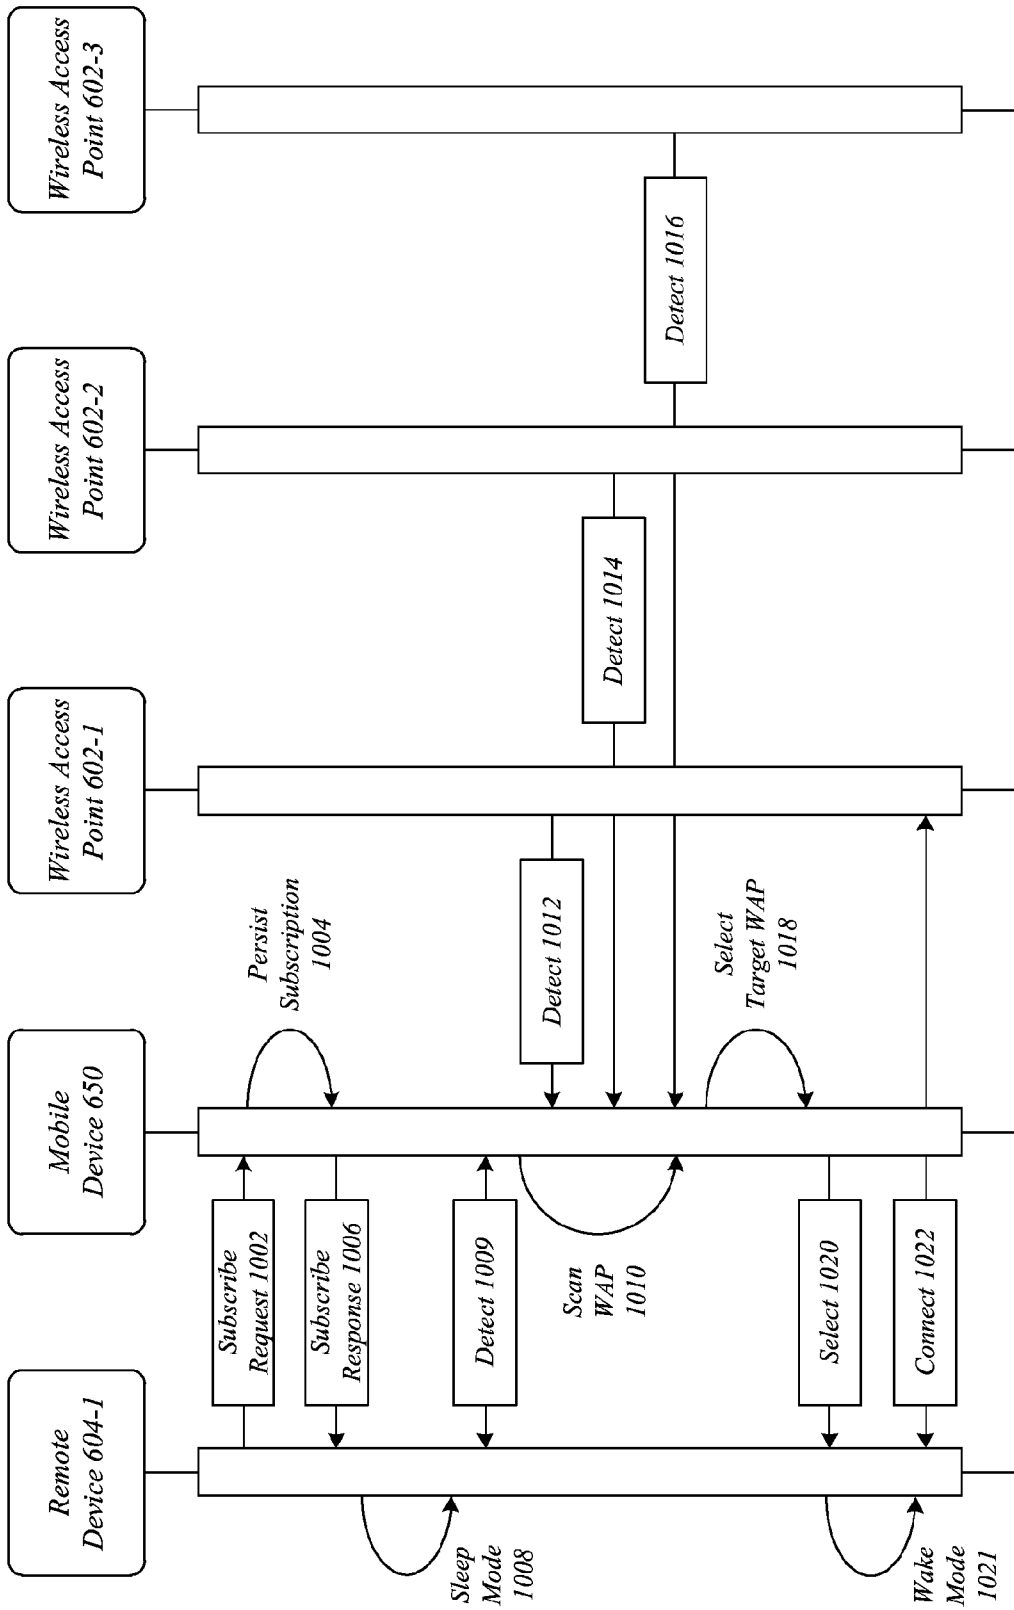 Remote
Device 604-1
Mobile
Device 650
Wireless Access
Point 602-1
Wireless Access
Point 602-2
Wireless Access
Point 602-3
Subscribe
Request 1002
Persist
Subscription
1004
Subscribe
Response 1006
Sleep
Mode
1008
Detect 1009
Scan
WAP
1010
Detect 1012
Detect 1014
Detect 1016
Select
Target WAP
1018
Select 1020
Wake
Mode
1021
Connect 1022